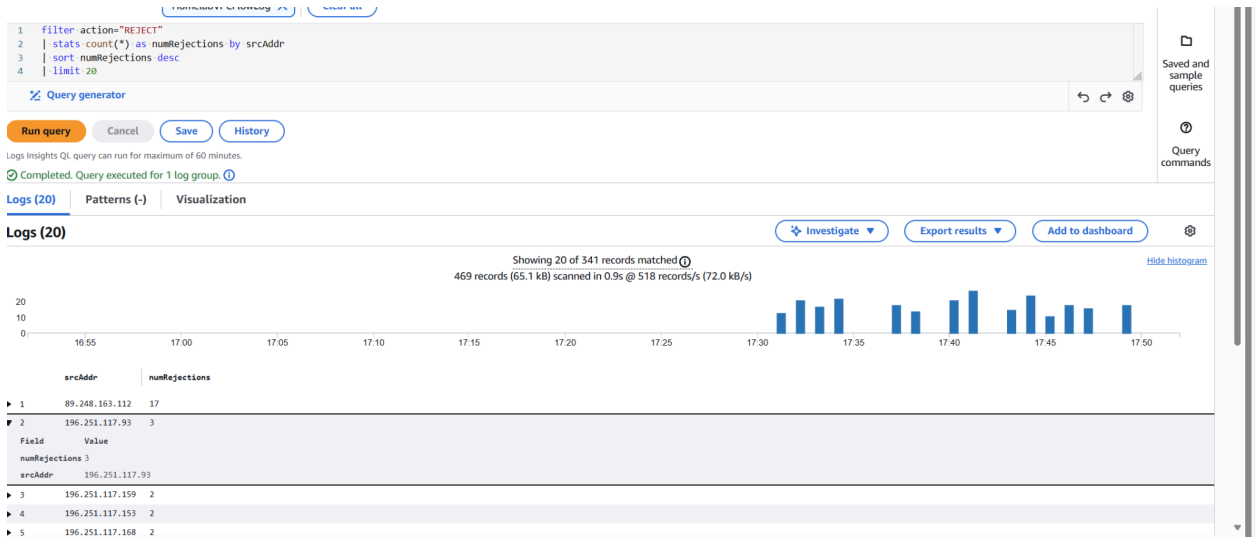 HomelabVPCFlowLog X Clear all
1 filter action="REJECT"
2 | stats count(*) as numRejections by srcAddr
3 | sort numRejections desc
4 | limit 20
Query generator
Saved and sample queries
Run query Cancel Save History
Query commands
Logs Insights QL query can run for maximum of 60 minutes.
Completed. Query executed for 1 log group.
Logs (20) Patterns (-) Visualization
Logs (20) Investigate Export results Add to dashboard
Showing 20 of 341 records matched
Hide histogram
469 records (65.1 kB) scanned in 0.9s @ 518 records/s (72.0 kB/s)
20
10
0
16:55 17:00 17:05 17:10 17:15 17:20 17:25 17:30 17:35 17:40 17:45 17:50
srcAddr numRejections
1 89.248.163.112 17
2 196.251.117.93 3
Field Value
numRejections 3
srcAddr 196.251.117.93
3 196.251.117.159 2
4 196.251.117.153 2
5 196.251.117.168 2